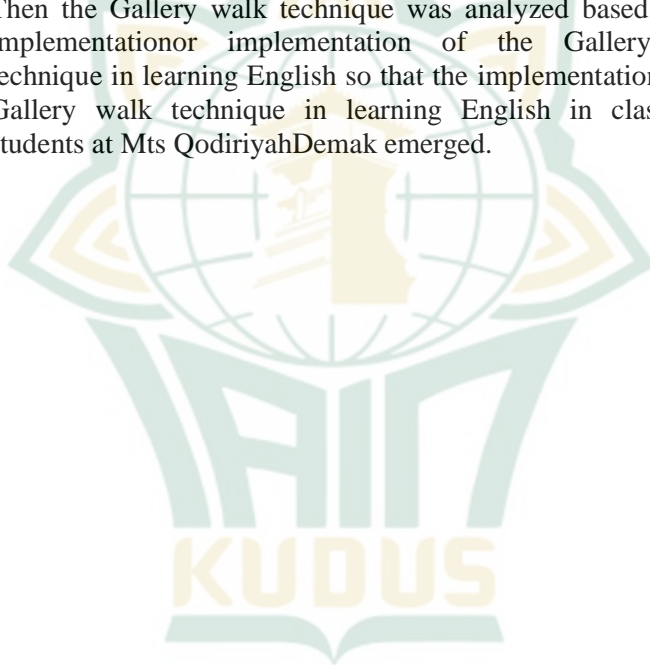 Then the Gallery walk technique was analyzed based
implementationor implementation of the Gallery
technique in learning English so that the implementation
Gallery walk technique in learning English in
students at Mts QodiriyahDemak emerged.
IAIN
KUDUS